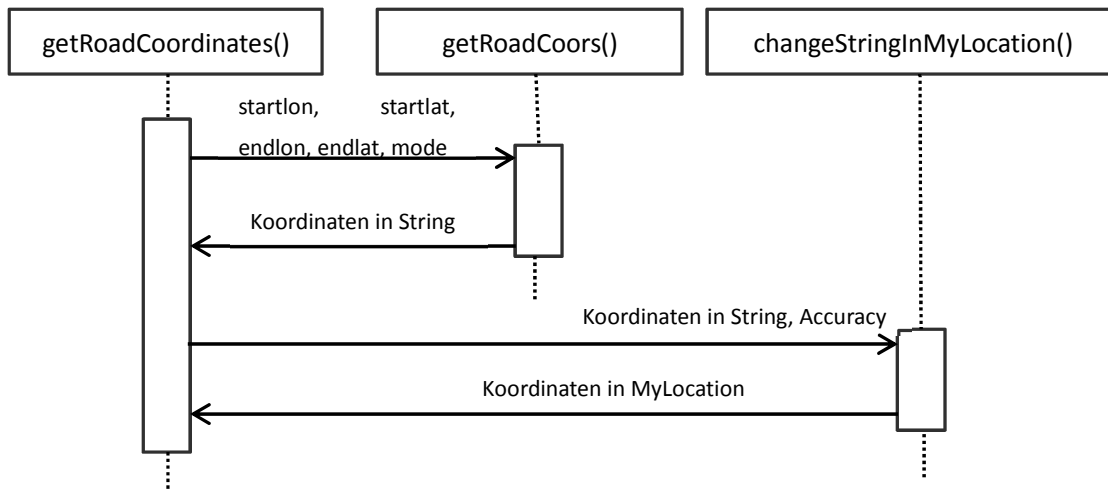 getRoadCoordinates()
getRoadCoors()
changeStringInMyLocation()
startlon, startlat,
endlon, endlat, mode
Koordinaten in String
Koordinaten in String, Accuracy
Koordinaten in MyLocation